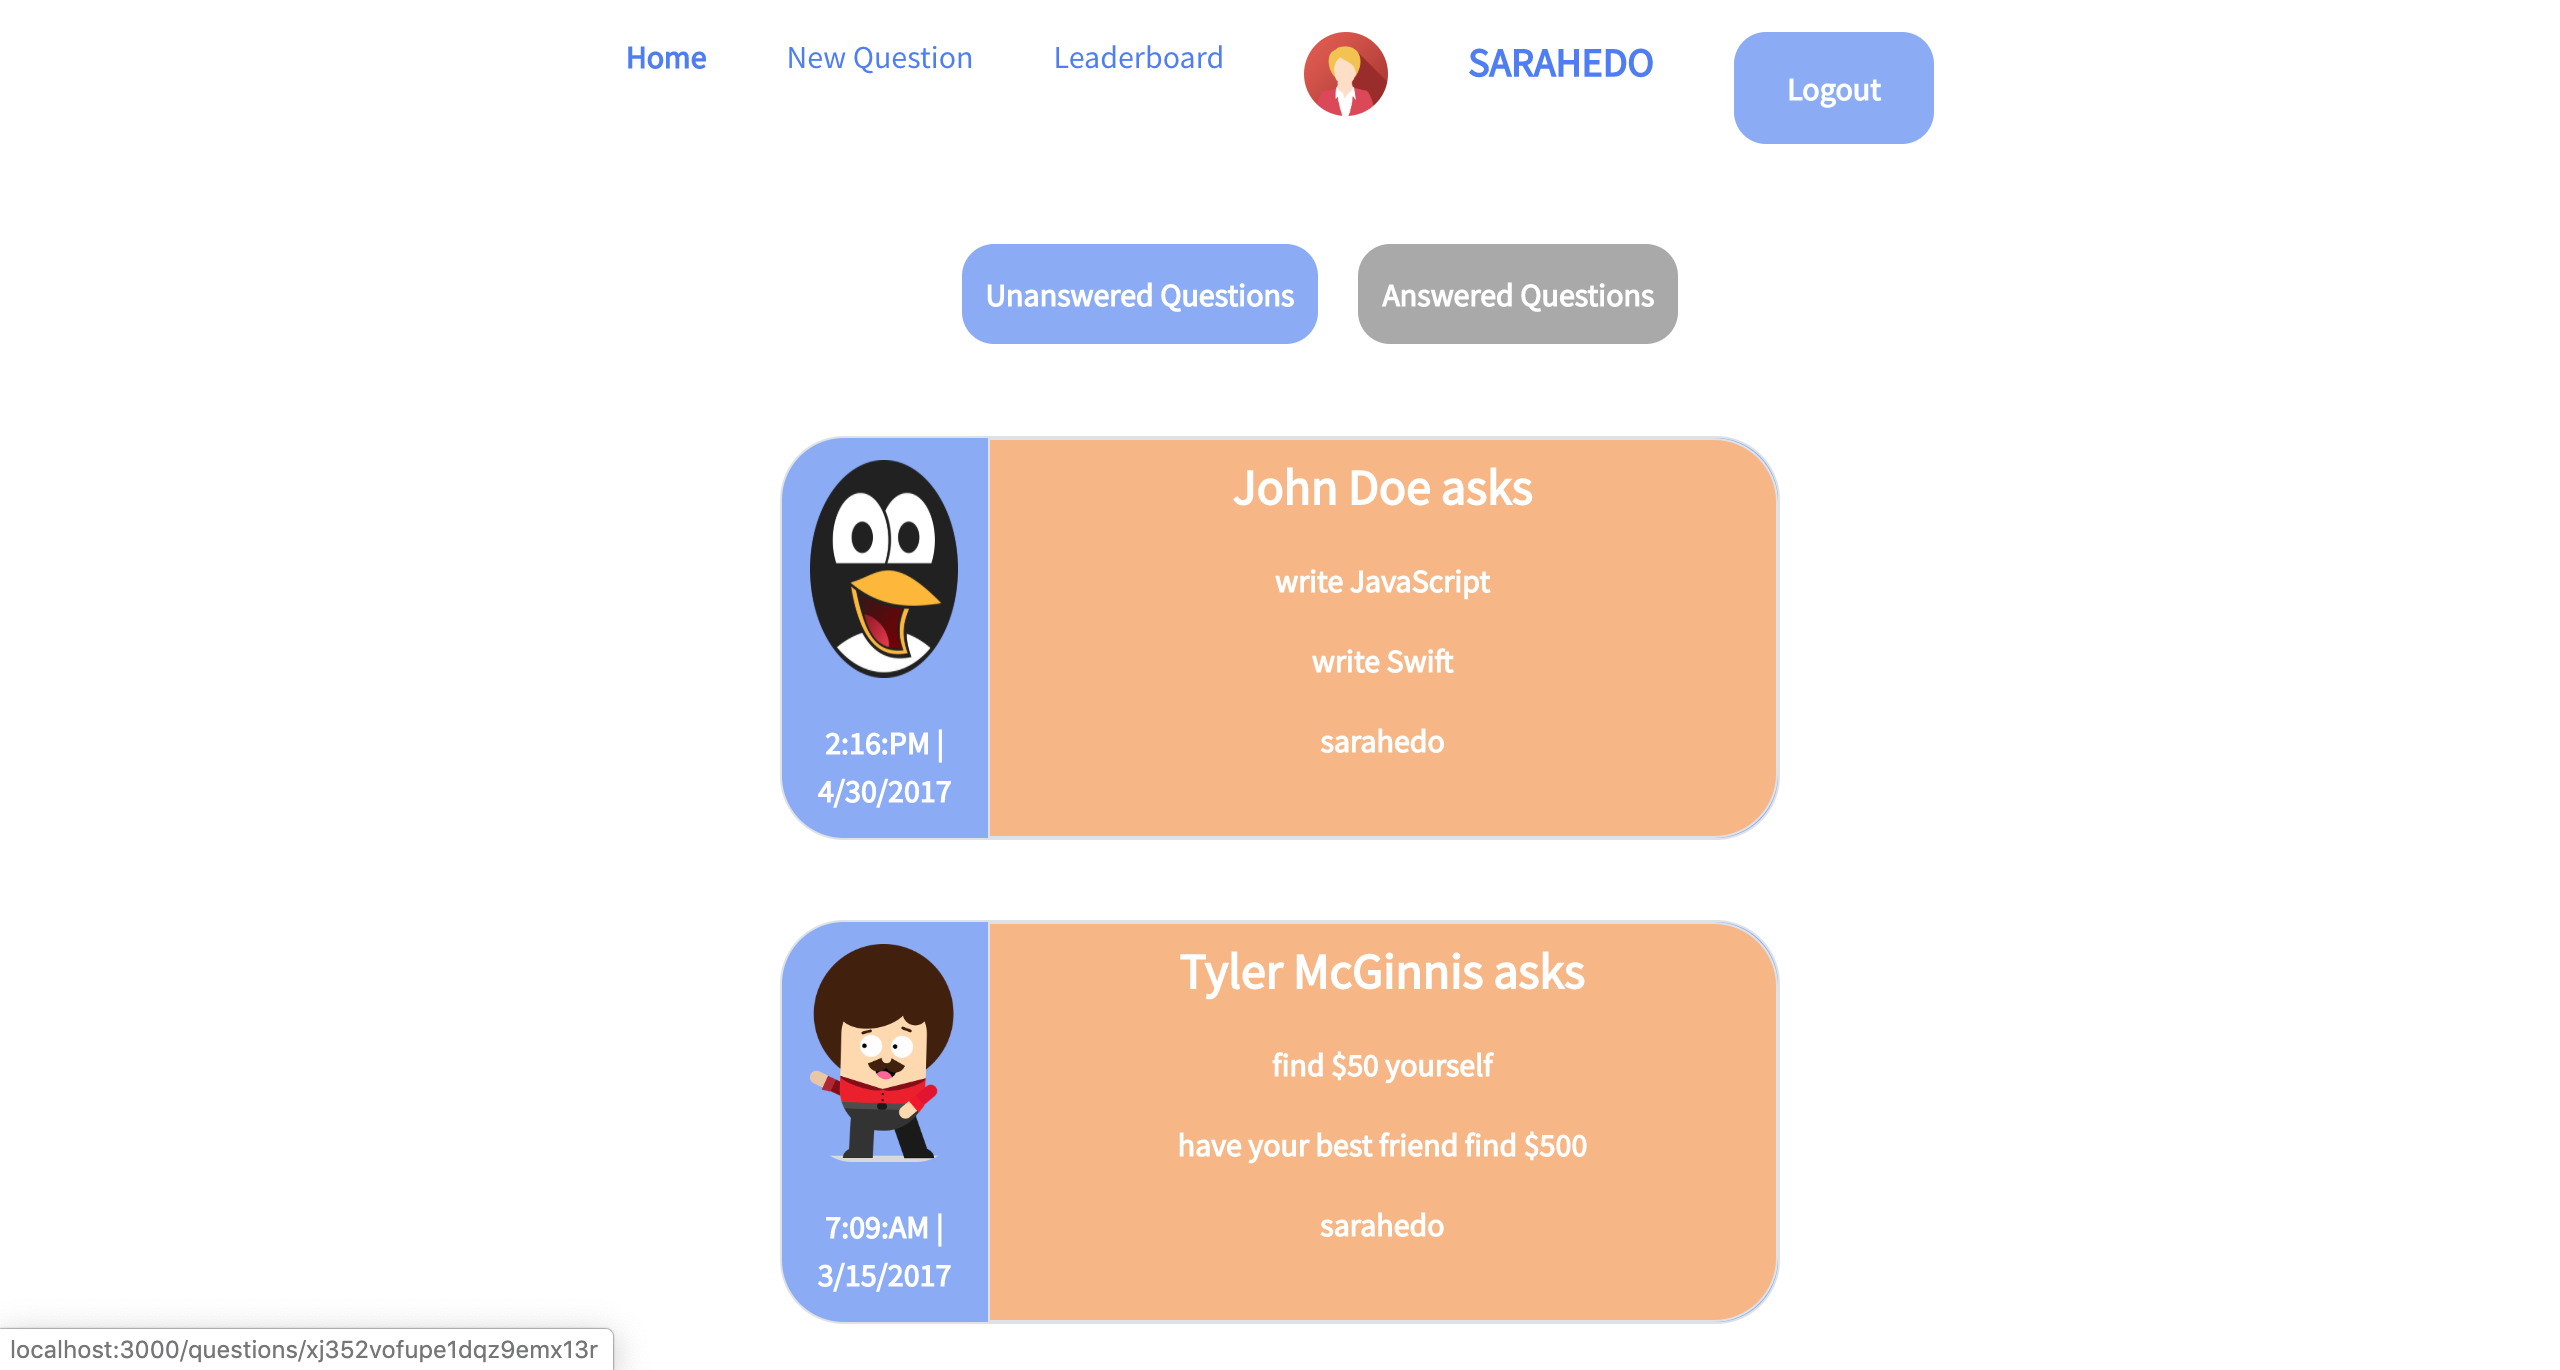 Home New Question Leaderboard SARAHEDO Logout
Unanswered Questions Answered Questions
John Doe asks
write JavaScript
write Swift
sarahedo
2:16:PM |
4/30/2017
Tyler McGinnis asks
find $50 yourself
have your best friend find $500
sarahedo
7:09:AM |
3/15/2017
localhost:3000/questions/xj352vofupe1dqz9emx13r